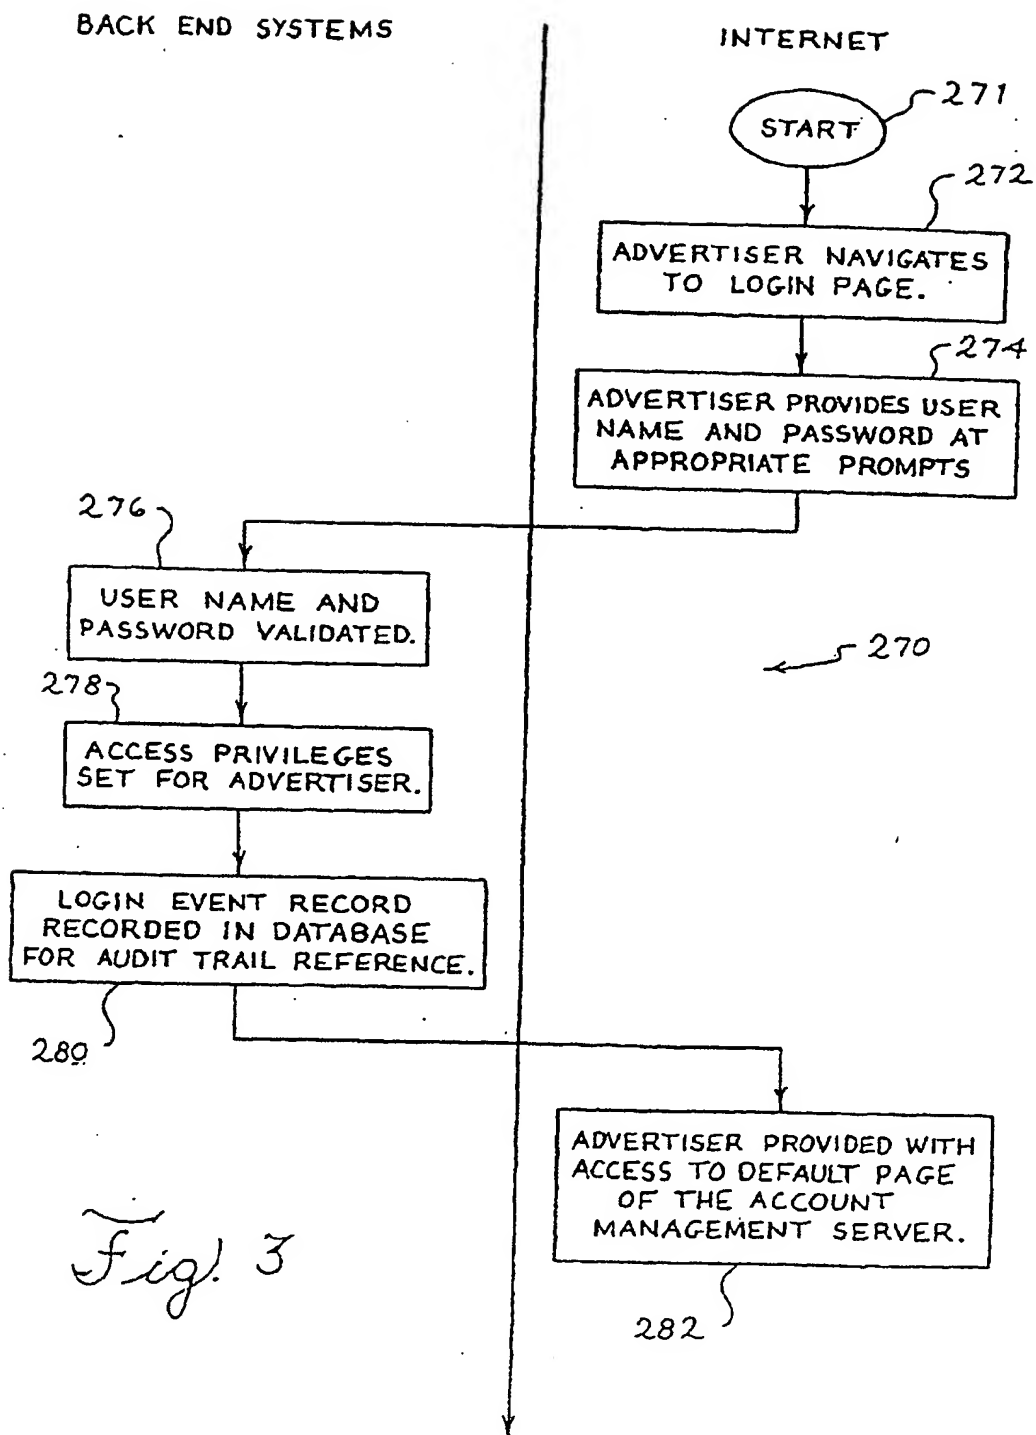 BACK END SYSTEMS
INTERNET
START
271
272
ADVERTISER NAVIGATES
TO LOGIN PAGE.
274
ADVERTISER PROVIDES USER
NAME AND PASSWORD AT
APPROPRIATE PROMPTS
276
USER NAME AND
PASSWORD VALIDATED.
270
278
ACCESS PRIVILEGES
SET FOR ADVERTISER.
LOGIN EVENT RECORD
RECORDED IN DATABASE
FOR AUDIT TRAIL REFERENCE.
280
ADVERTISER PROVIDED WITH
ACCESS TO DEFAULT PAGE
OF THE ACCOUNT
MANAGEMENT SERVER.
282
Fig. 3